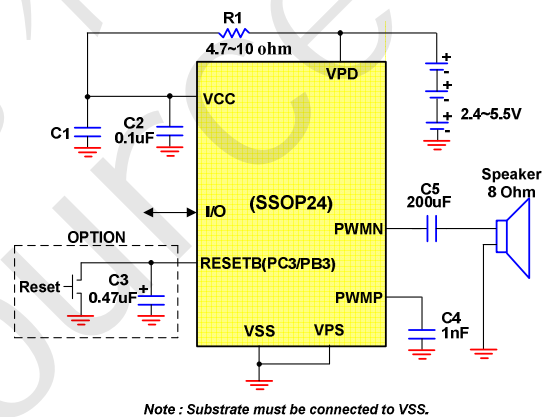 R1
4.7~10 ohm
VPD
VCC
C1
C2
0.1uF
+
-
+
-
+
-
2.4~5.5V
Speaker
8 Ohm
C5
200uF
I/O
(SSOP24)
PWMN
OPTION
RESETB(PC3/PB3)
Reset
C3
0.47uF
+
PWMP
C4
1nF
VSS
VPS
Note : Substrate must be connected to VSS.